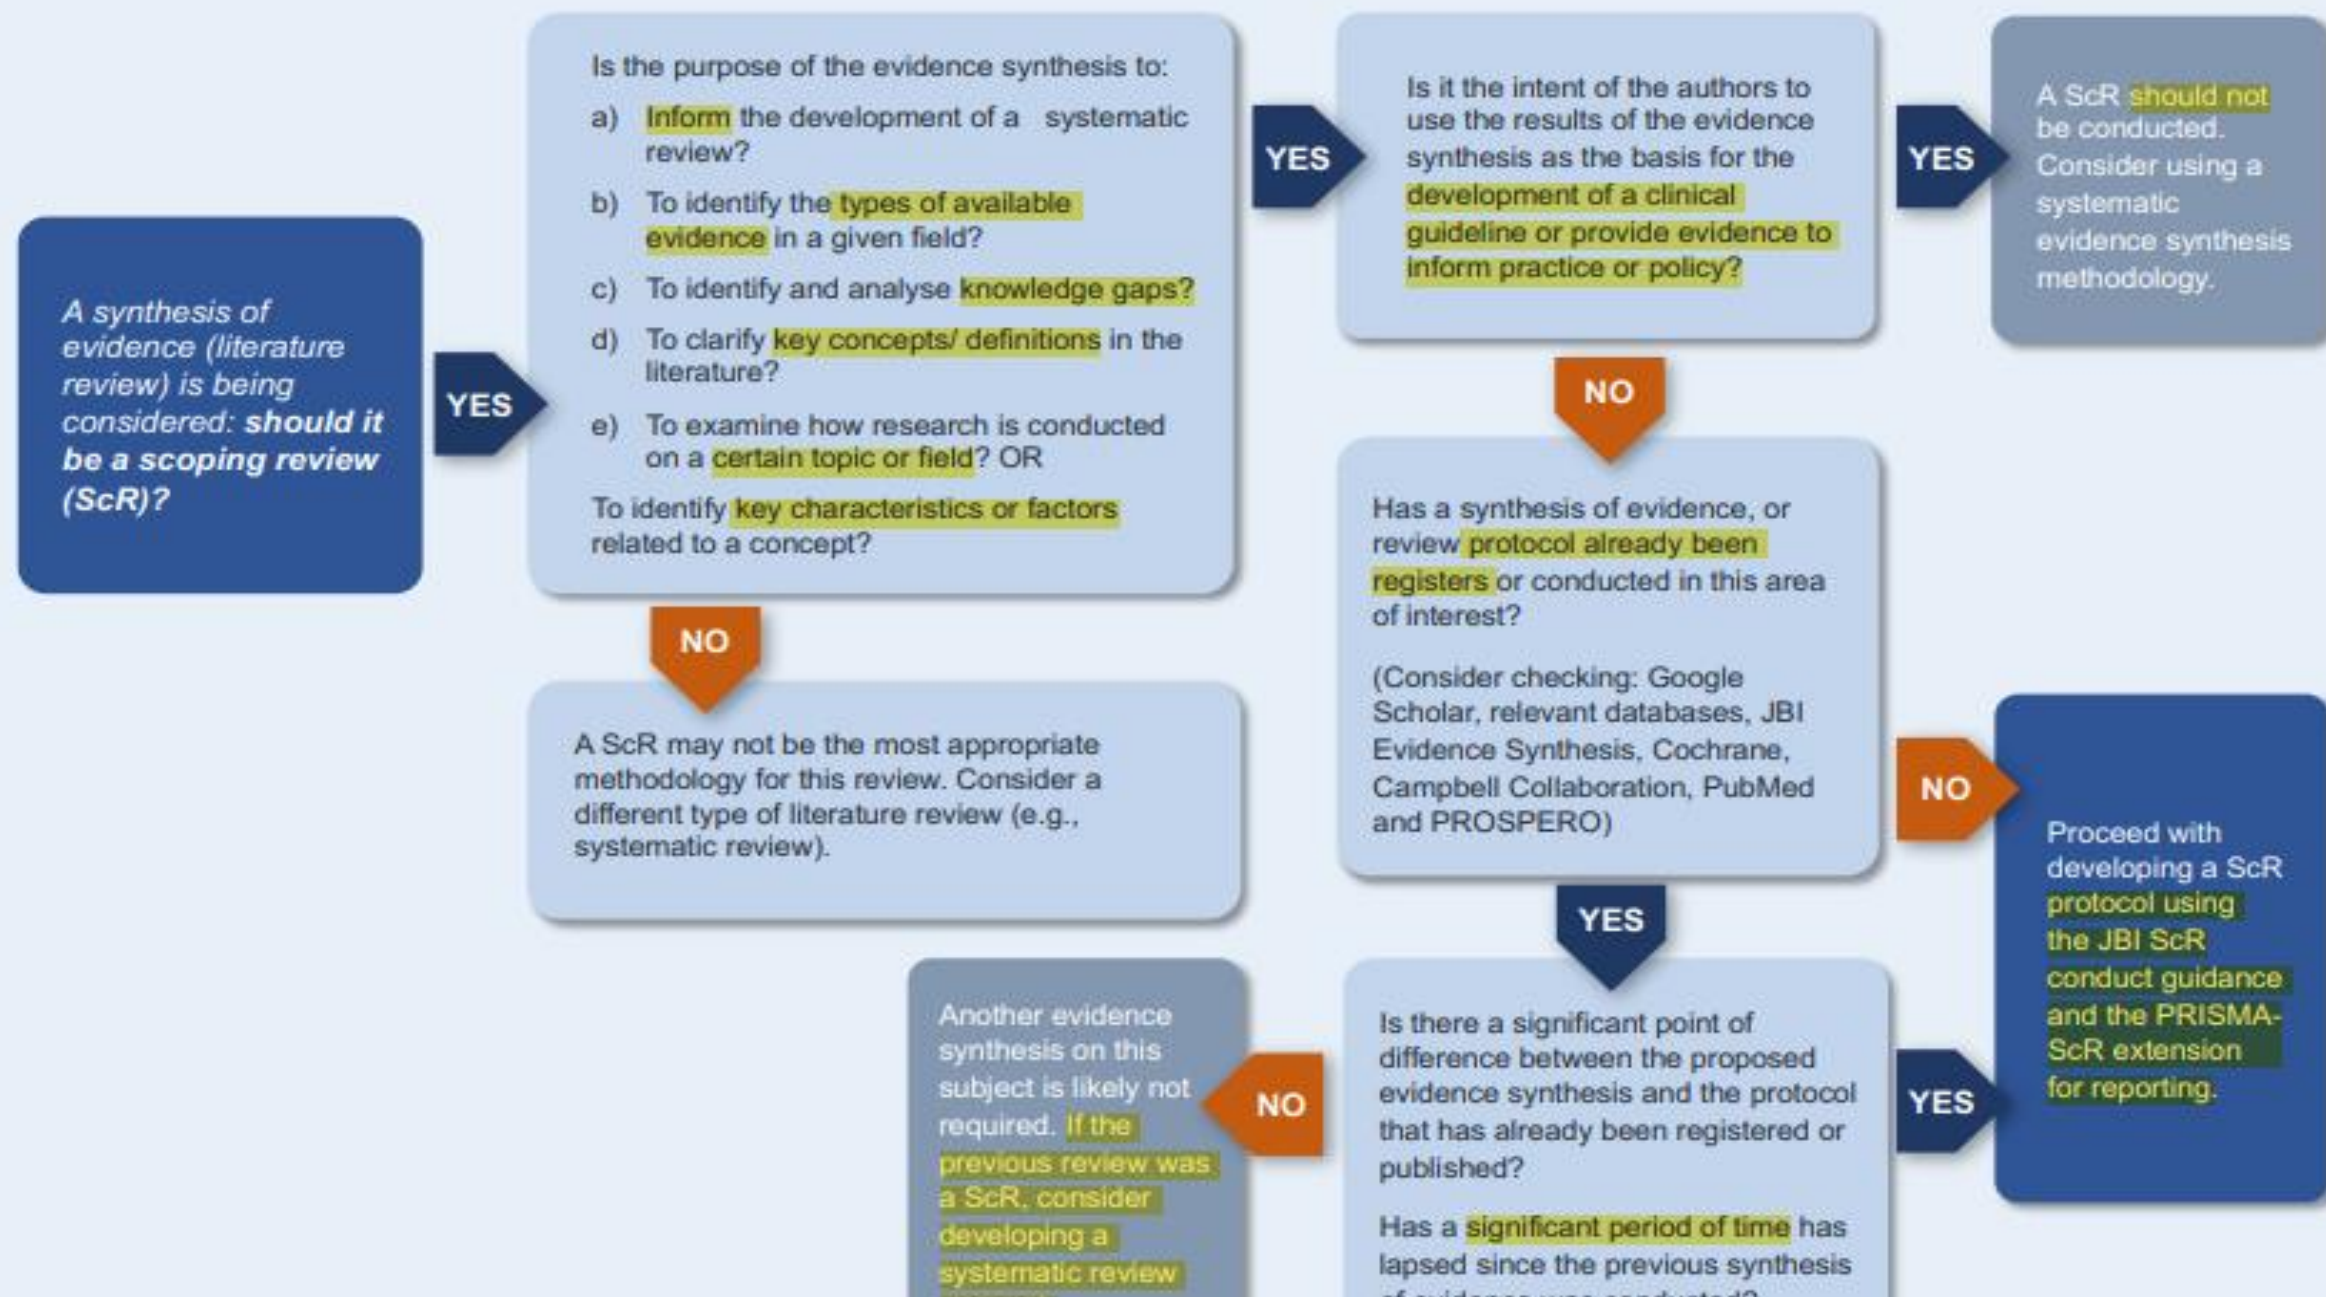 A synthesis of
evidence (literature
review) is being
considered: should it
be a scoping review
(ScR)?
YES
Is the purpose of the evidence synthesis to:
a) Inform the development of a systematic
review?
b) To identify the types of available
evidence in a given field?
c) To identify and analyse knowledge gaps?
d) To clarify key concepts/ definitions in the
literature?
e) To examine how research is conducted
on a certain topic or field? OR
To identify key characteristics or factors
related to a concept?
NO
A ScR may not be the most appropriate
methodology for this review. Consider a
different type of literature review (e.g.,
systematic review).
YES
Is it the intent of the authors to
use the results of the evidence
synthesis as the basis for the
development of a clinical
guideline or provide evidence to
inform practice or policy?
YES
A ScR should not
be conducted.
Consider using a
systematic
evidence synthesis
methodology.
NO
Has a synthesis of evidence, or
review protocol already been
registers or conducted in this area
of interest?
(Consider checking: Google
Scholar, relevant databases, JBI
Evidence Synthesis, Cochrane,
Campbell Collaboration, PubMed
and PROSPERO)
NO
Proceed with
developing a ScR
protocol using
the JBI ScR
conduct guidance
and the PRISMA-
ScR extension
for reporting.
YES
Is there a significant point of
difference between the proposed
evidence synthesis and the protocol
that has already been registered or
published?
Has a significant period of time has
lapsed since the previous synthesis
of evidence was conducted?
YES
NO
Another evidence
synthesis on this
subject is likely not
required. If the
previous review was
a ScR, consider
developing a
systematic review